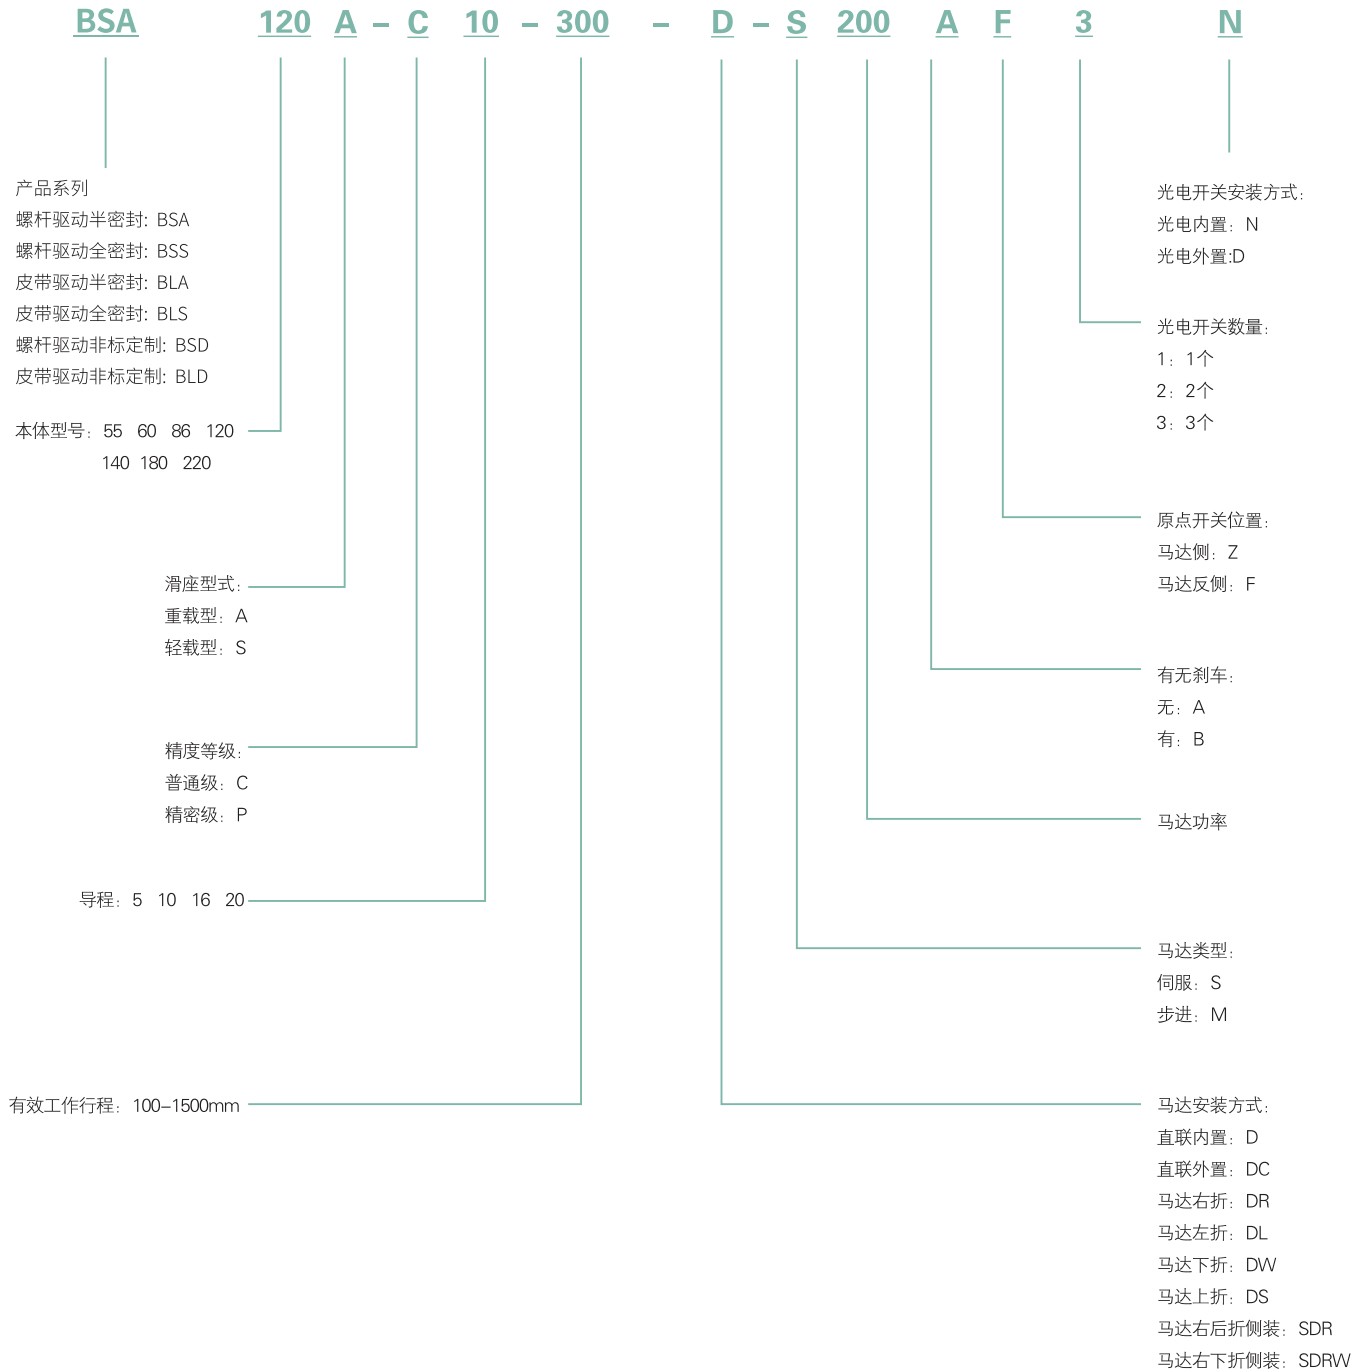 BSA 120 A - C 10 - 300 - D - S 200 A F 3 N
产品系列
螺杆驱动半密封: BSA
螺杆驱动全密封: BSS
皮带驱动半密封: BLA
皮带驱动全密封: BLS
螺杆驱动非标定制: BSD
皮带驱动非标定制: BLD
本体型号: 55 60 86 120
140 180 220
滑座型式:
重载型: A
轻载型: S
精度等级:
普通级: C
精密级: P
导程: 5 10 16 20
有效工作行程: 100-1500mm
光电开关安装方式:
光电内置: N
光电外置:D
光电开关数量:
1: 1个
2: 2个
3: 3个
原点开关位置:
马达侧: Z
马达反侧: F
有无刹车:
无: A
有: B
马达功率
马达类型:
伺服: S
步进: M
马达安装方式:
直联内置: D
直联外置: DC
马达右折: DR
马达左折: DL
马达下折: DW
马达上折: DS
马达右后折侧装: SDR
马达右下折侧装: SDRW